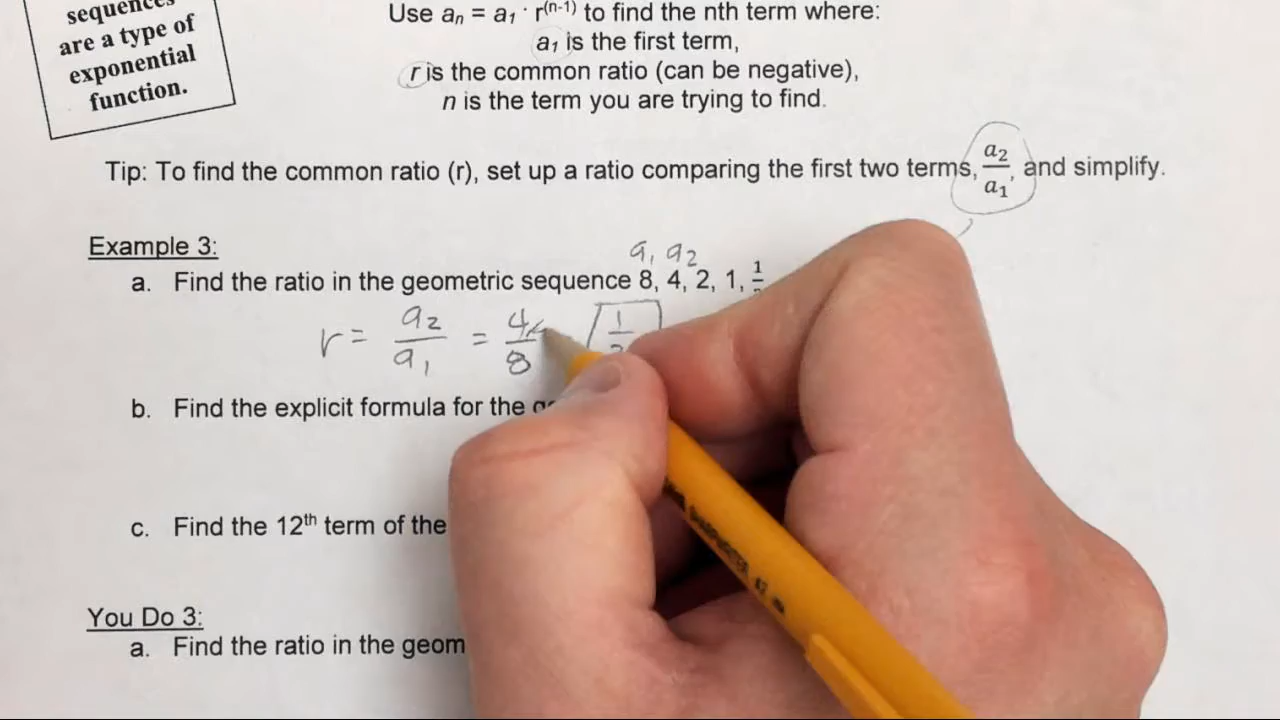 sequences
are a type of
exponential
function.
Use aₙ = a₁ · r⁽ⁿ⁻¹⁾ to find the nth term where:
a₁ is the first term,
r is the common ratio (can be negative),
n is the term you are trying to find.
Tip: To find the common ratio (r), set up a ratio comparing the first two terms, a₂/a₁, and simplify.
Example 3:
a₁ a₂
a. Find the ratio in the geometric sequence 8, 4, 2, 1,
r = a₂/a₁ = 4/8
b. Find the explicit formula for the
c. Find the 12th term of the
You Do 3:
a. Find the ratio in the geom